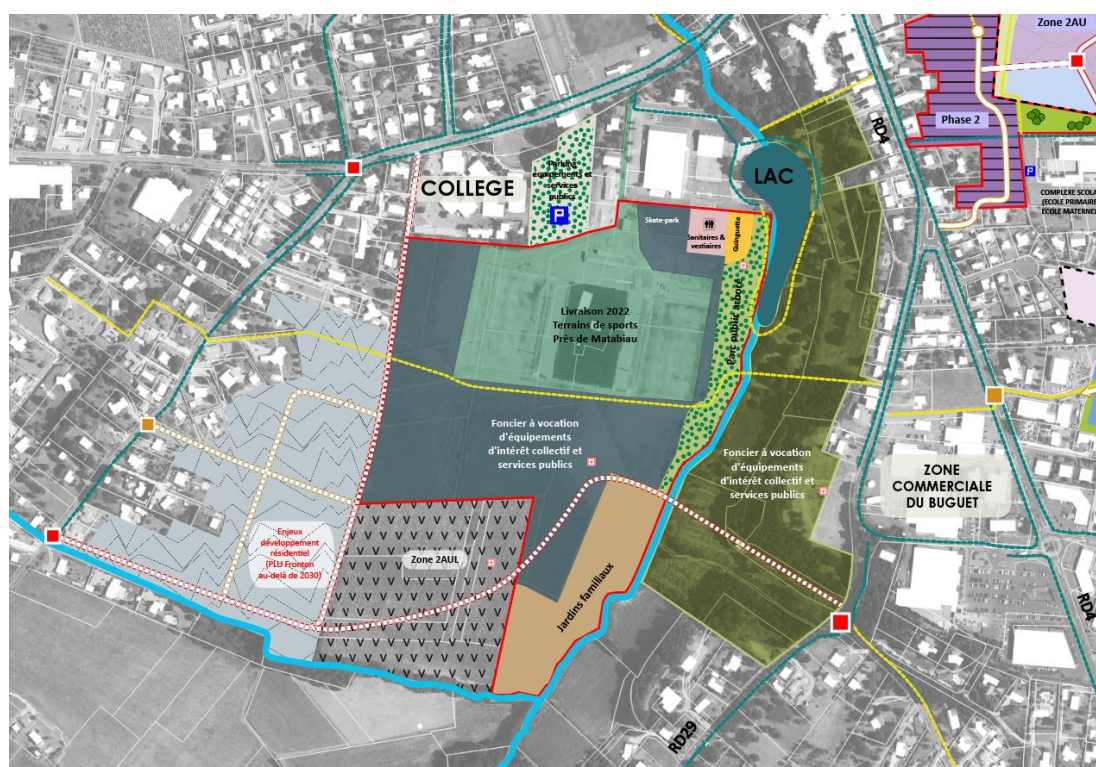 Zone 2AU
Phase 2
RD4
P
COMPLEXE SCOLA
(ECOLE PRIMAIRE
ECOLE MATERNEL
COLLEGE
Parking
équipements et
services
publics
P
LAC
Skate-park
Sanitaires &
vestiaires
Guinguette
Parc public arboré
Livraison 2022
Terrains de sports
Près de Matabiau
Foncier à vocation
d'équipements
d'intérêt collectif et
services publics
Foncier à vocation
d'équipements
d'intérêt collectif et
services publics
ZONE
COMMERCIALE
DU BUGUET
Enjeux
développement
résidentiel
(PLU Fronton
au-delà de 2030)
Zone 2AUL
Jardins familiaux
RD4
RD29